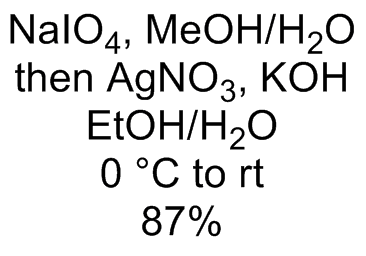 NaIO₄, MeOH/H₂O
then AgNO₃, KOH
EtOH/H₂O
0 °C to rt
87%